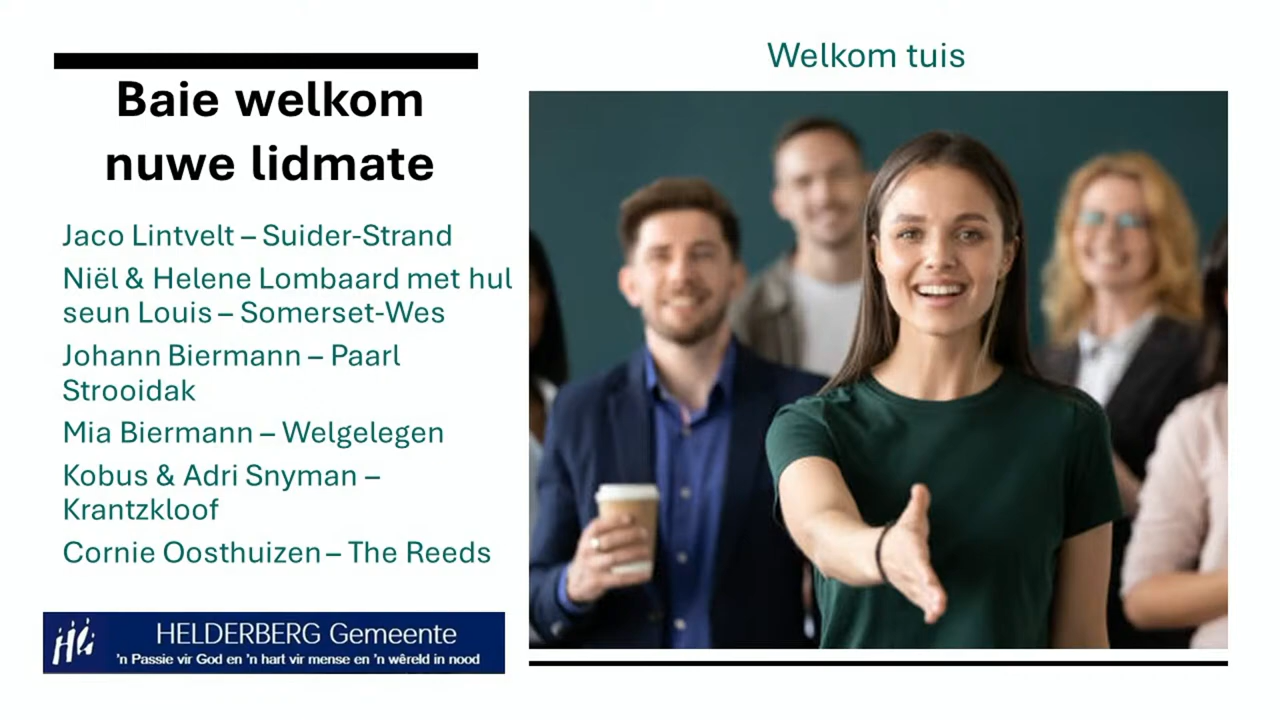 Welkom tuis
Baie welkom
nuwe lidmate
Jaco Lintvelt – Suider-Strand
Niël & Helene Lombaard met hul
seun Louis – Somerset-Wes
Johann Biermann – Paarl
Strooidak
Mia Biermann – Welgelegen
Kobus & Adri Snyman –
Krantzkloof
Cornie Oosthuizen – The Reeds
HG
HELDERBERG Gemeente
'n Passie vir God en 'n hart vir mense en 'n wêreld in nood